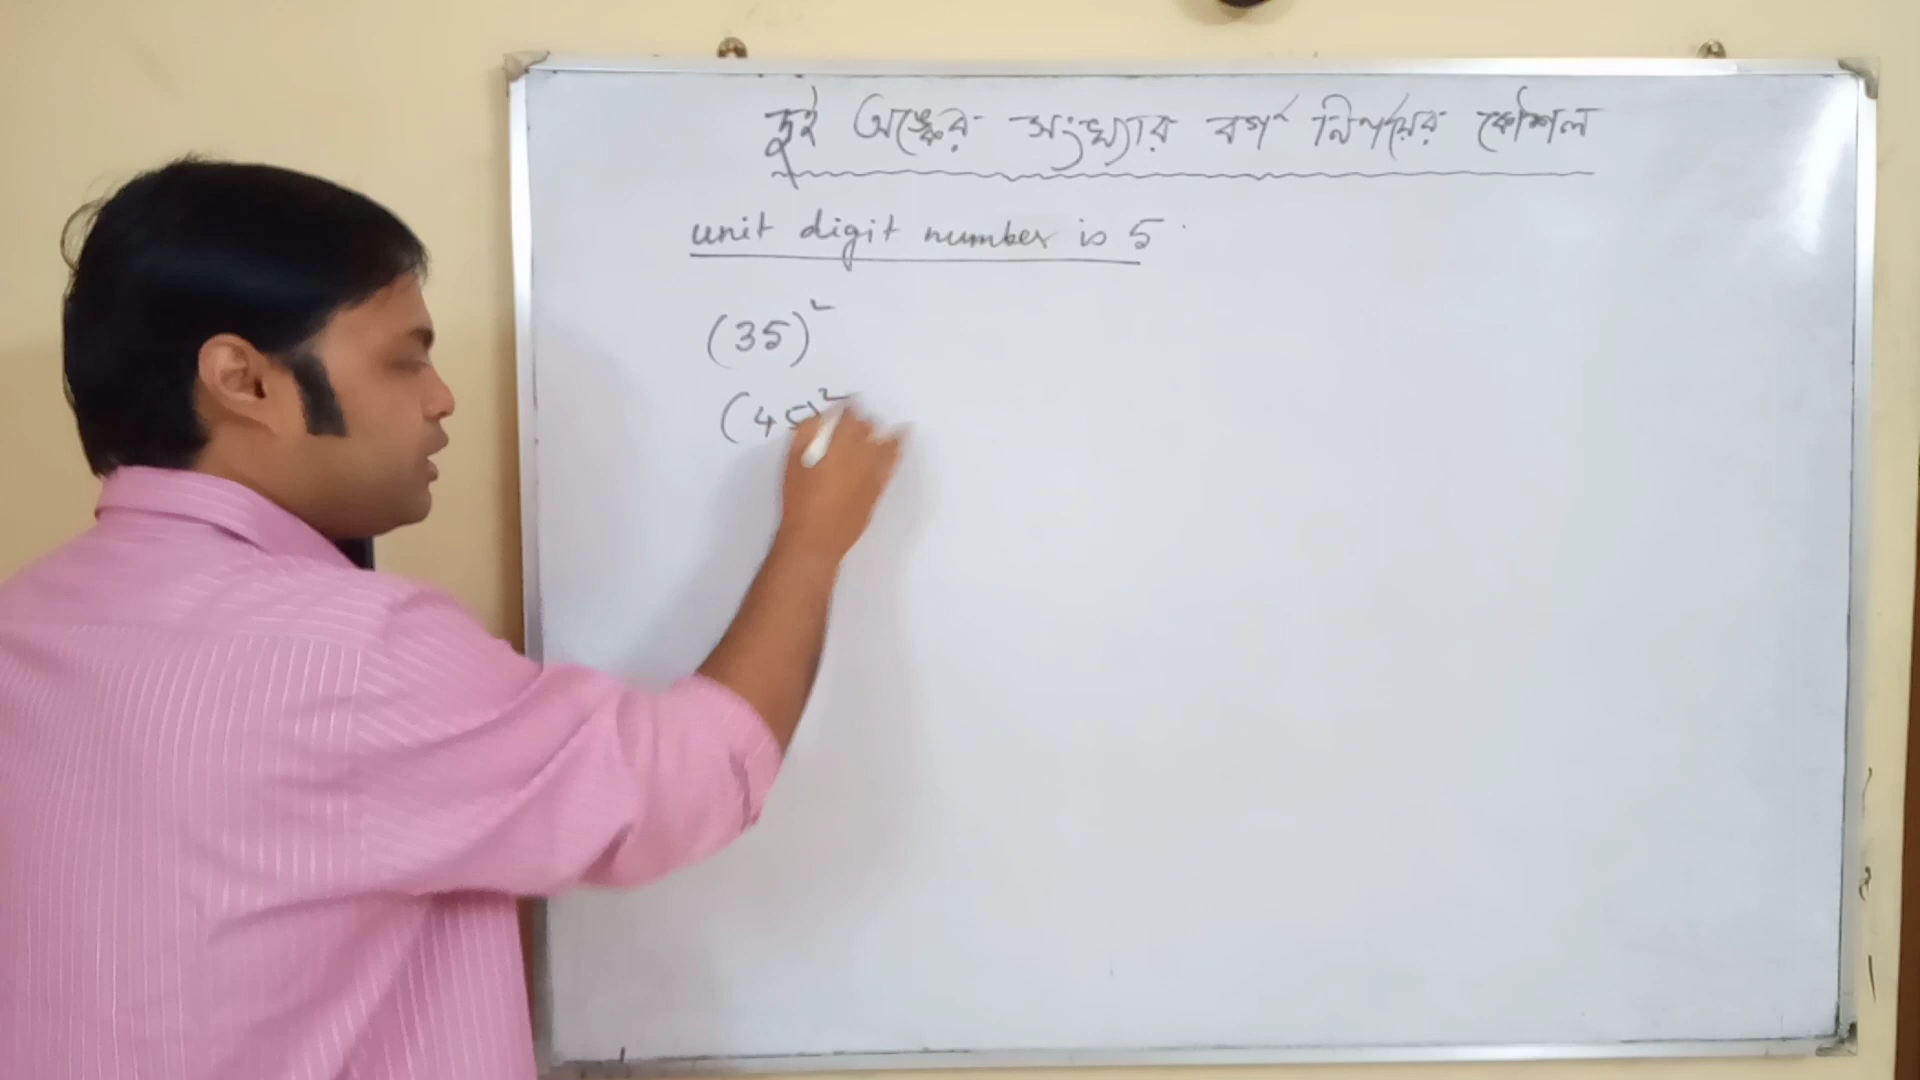 দুই অঙ্কের সংখ্যার বর্গ নির্ণয়ের কৌশল
unit digit number is 5
(35)²
(45)²